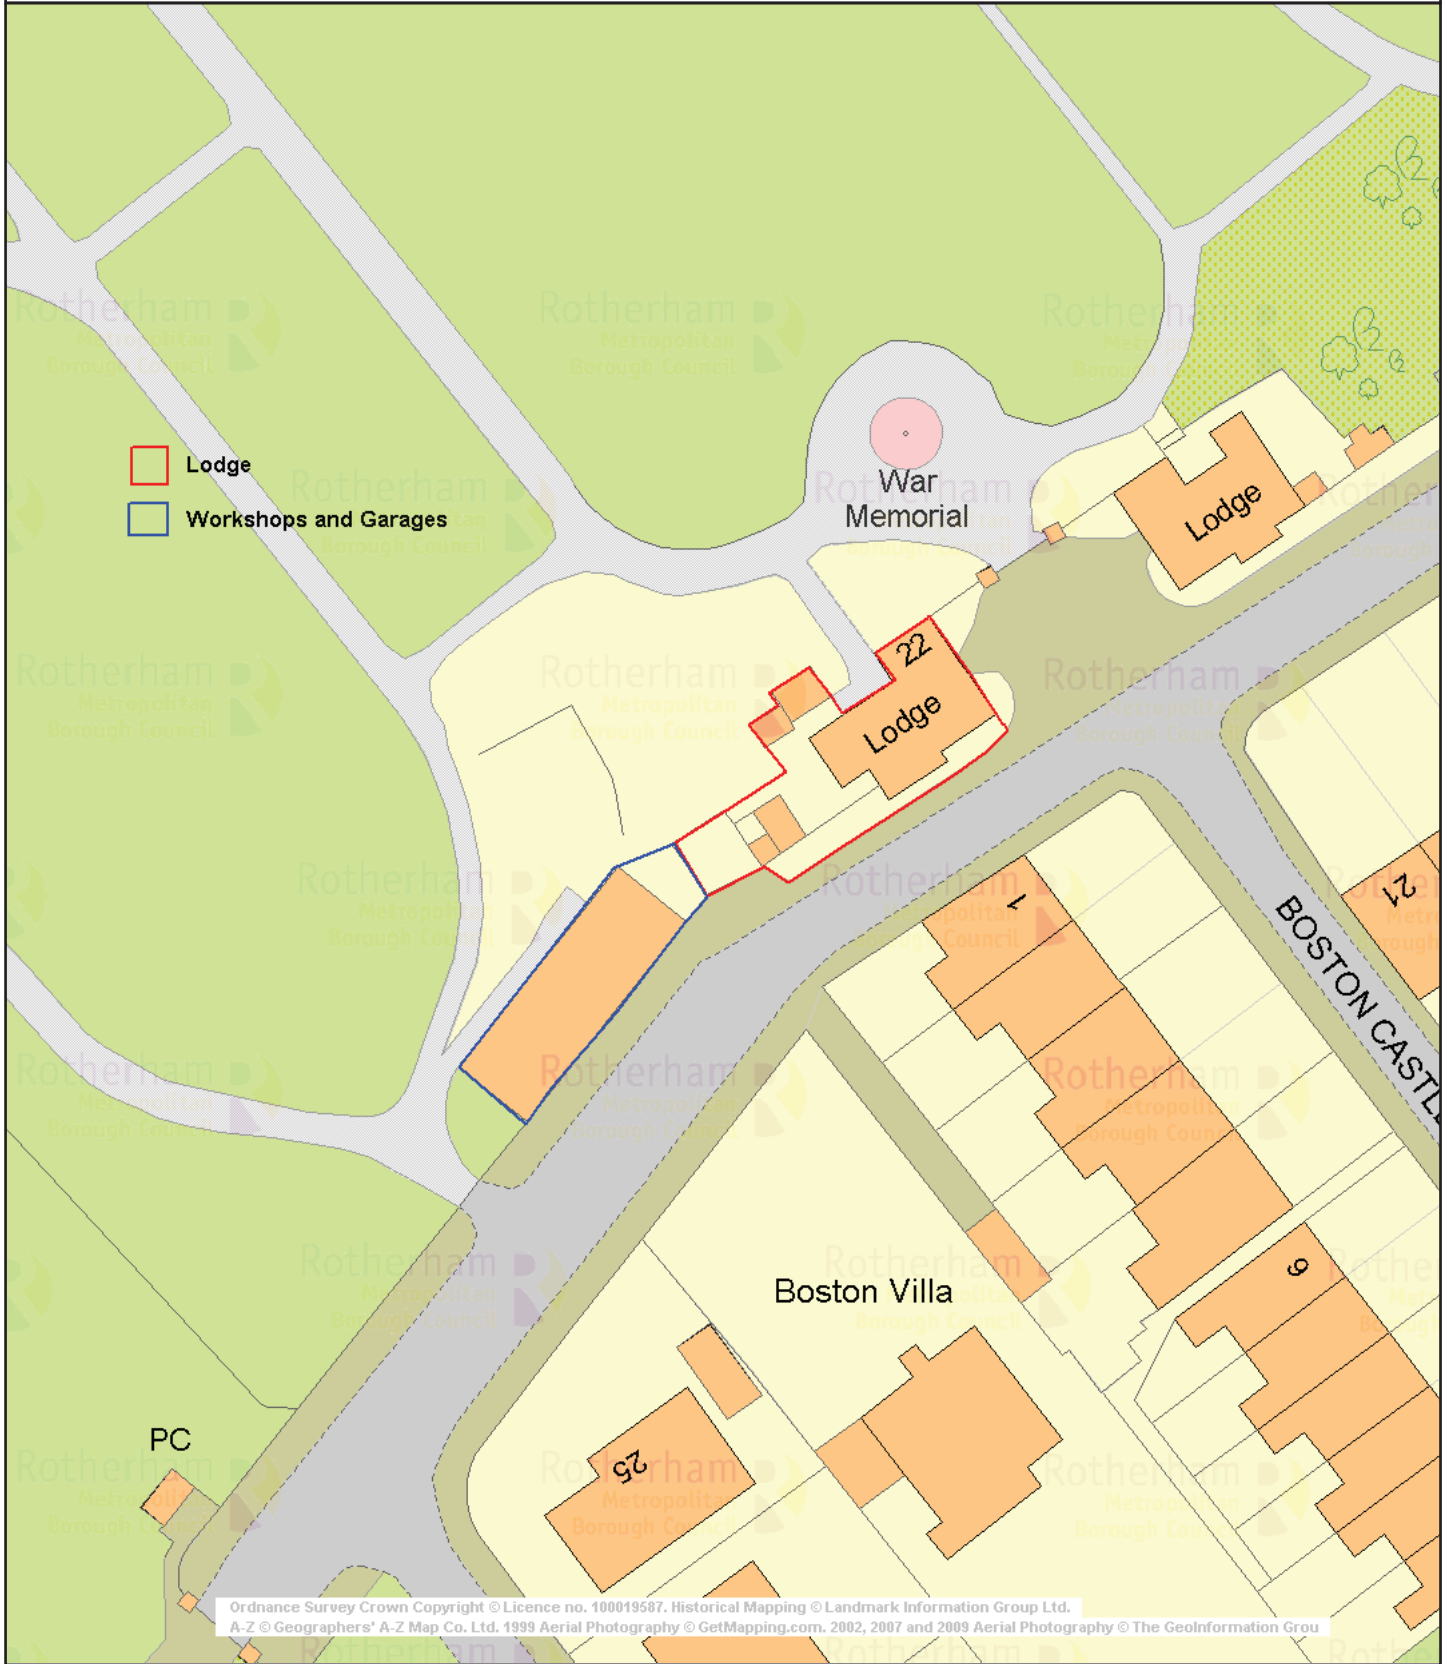 Lodge
Workshops and Garages
War
Memorial
Lodge
22
Lodge
1
21
BOSTON CASTLE
9
Boston Villa
25
PC
Rotherham
Metropolitan
Borough Council
Ordnance Survey Crown Copyright © Licence no. 100019587. Historical Mapping © Landmark Information Group Ltd.
A-Z © Geographers' A-Z Map Co. Ltd. 1999 Aerial Photography © GetMapping.com. 2002, 2007 and 2009 Aerial Photography © The GeoInformation Grou